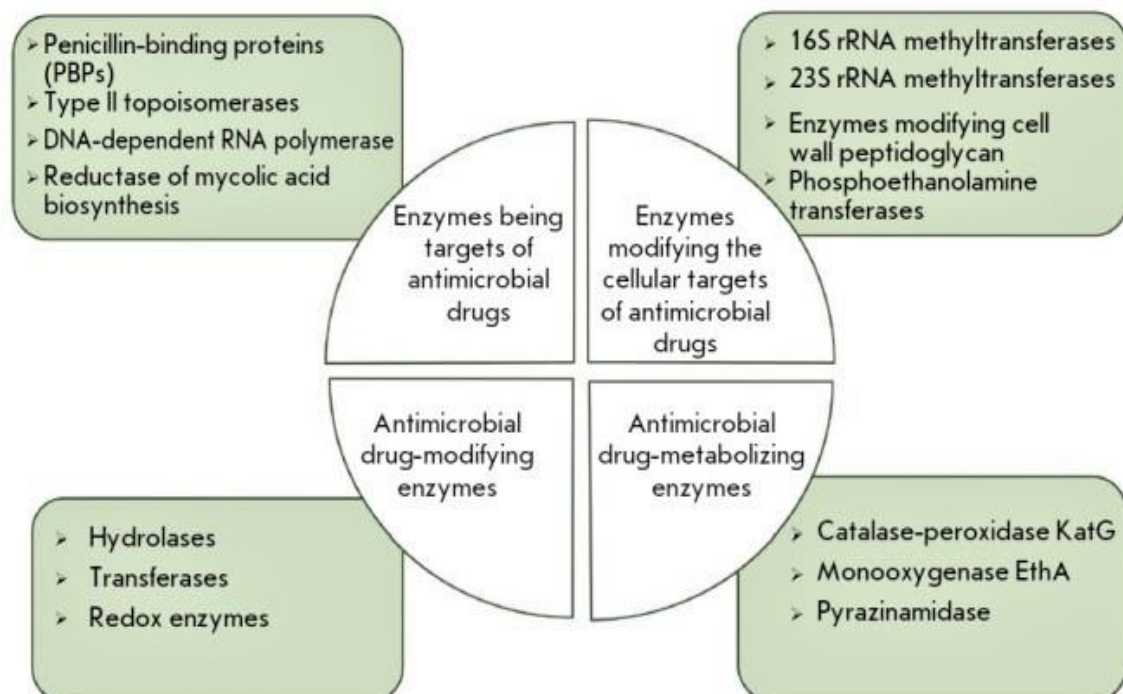 ➢ Penicillin-binding proteins
(PBPs)
➢ Type II topoisomerases
➢ DNA-dependent RNA polymerase
➢ Reductase of mycolic acid
biosynthesis
➢ 16S rRNA methyltransferases
➢ 23S rRNA methyltransferases
➢ Enzymes modifying cell
wall peptidoglycan
➢ Phosphoethanolamine
transferases
Enzymes being
targets of
antimicrobial
drugs
Enzymes
modifying the
cellular targets
of antimicrobial
drugs
Antimicrobial
drug-modifying
enzymes
Antimicrobial
drug-metabolizing
enzymes
➢ Hydrolases
➢ Transferases
➢ Redox enzymes
➢ Catalase-peroxidase KatG
➢ Monooxygenase EthA
➢ Pyrazinamidase